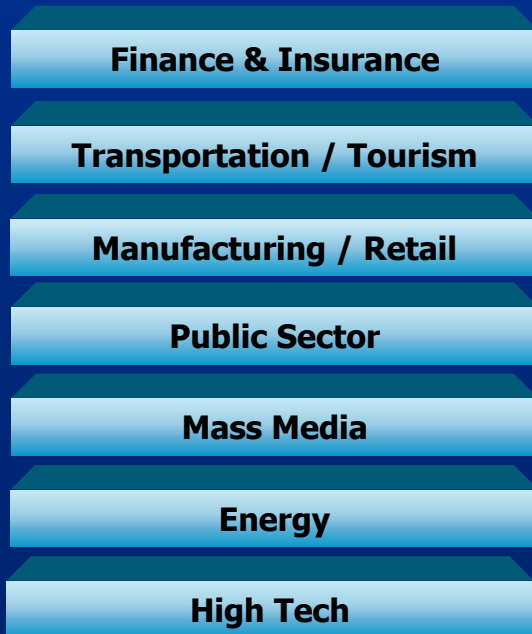 Finance & Insurance
Transportation / Tourism
Manufacturing / Retail
Public Sector
Mass Media
Energy
High Tech